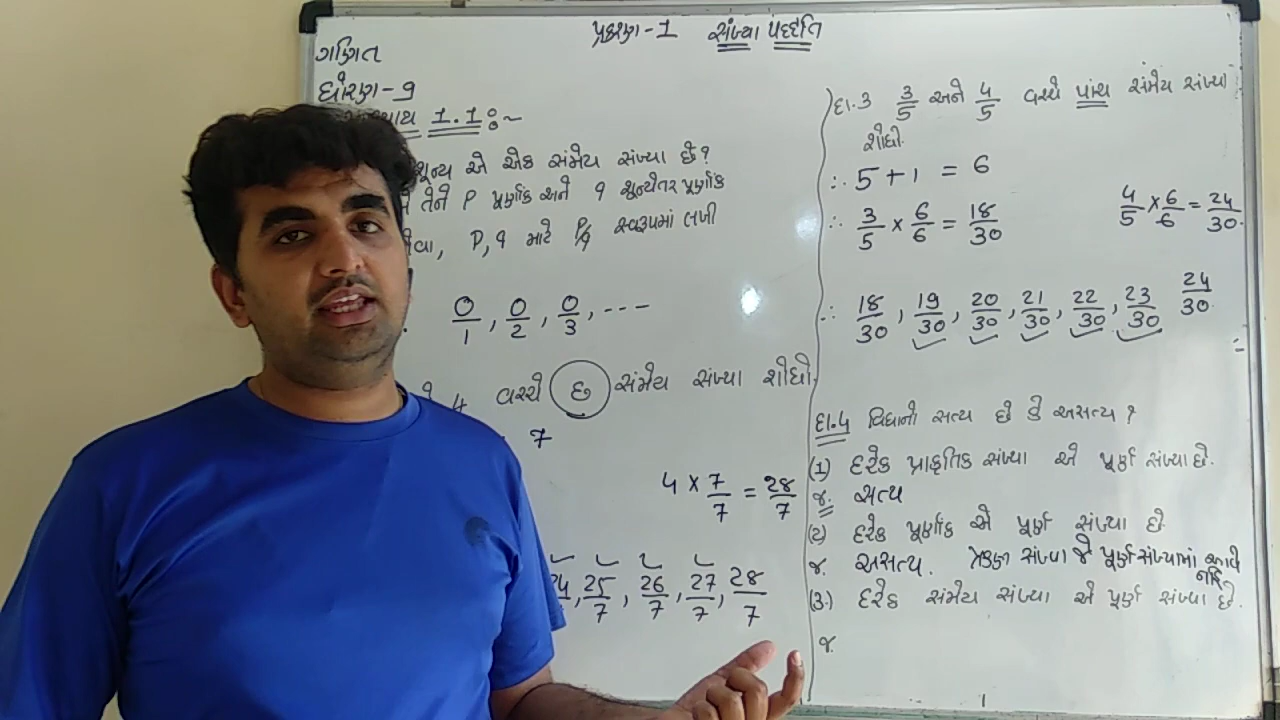 પ્રકરણ-1 સંખ્યા પદ્ધતિ
ગણિત
ધોરણ-9
1.1:~
શૂન્ય એ એક સંમેય સંખ્યા છે?
તેને P પૂર્ણાંક અને q શૂન્યેતર પૂર્ણાંક
P, q માટે P/q સ્વરૂપમાં લખી
0/1, 0/2, 0/3, ---
4 વચ્ચે છ સંમેય સંખ્યા શોધો.
7
4 × 7/7 = 28/7
25/7, 26/7, 27/7, 28/7
દા.3 3/5 અને 4/5 વચ્ચે પાંચ સંમેય સંખ્યા
શોધો.
∴ 5+1 = 6
∴ 3/5 × 6/6 = 18/30
4/5 × 6/6 = 24/30.
∴ 18/30, 19/30, 20/30, 21/30, 22/30, 23/30, 24/30.
દા.4 વિધાનો સત્ય છે કે અસત્ય?
(1) દરેક પ્રાકૃતિક સંખ્યા એ પૂર્ણ સંખ્યા છે.
જ. સત્ય
(2) દરેક પૂર્ણાંક એ પૂર્ણ સંખ્યા છે
જ. અસત્ય. સંખ્યા જે પૂર્ણ સંખ્યામાં આવે
નહિ
(3.) દરેક સંમેય સંખ્યા એ પૂર્ણ સંખ્યા છે.
જ.